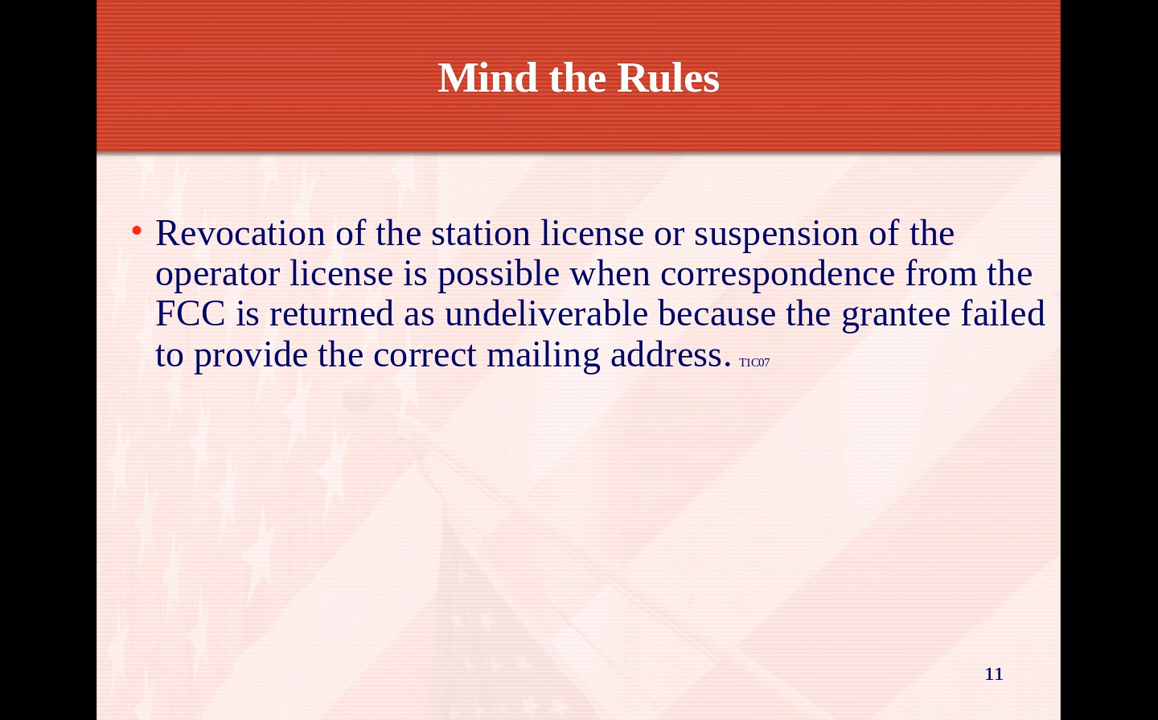 Mind the Rules
• Revocation of the station license or suspension of the
operator license is possible when correspondence from the
FCC is returned as undeliverable because the grantee failed
to provide the correct mailing address. T1C07
11